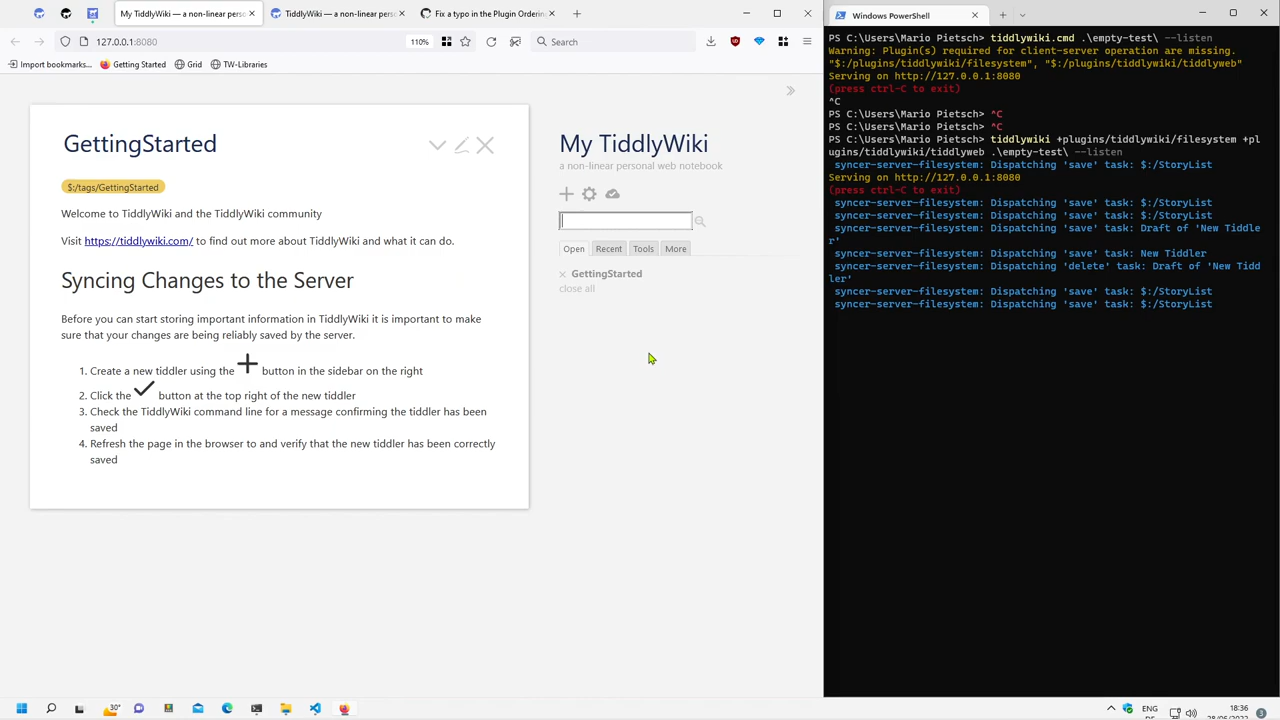 My TiddlyWiki — a non-linear perso
TiddlyWiki — a non-linear person
Fix a typo in the Plugin Ordering
127.0.0.1:8080
110%
Search
Import bookmarks...
Getting Started
Grid
TW-Libraries
GettingStarted
$:/tags/GettingStarted
Welcome to TiddlyWiki and the TiddlyWiki community
Visit https://tiddlywiki.com/ to find out more about TiddlyWiki and what it can do.
Syncing Changes to the Server
Before you can start storing important information in TiddlyWiki it is important to make
sure that your changes are being reliably saved by the server.
1. Create a new tiddler using the button in the sidebar on the right
2. Click the button at the top right of the new tiddler
3. Check the TiddlyWiki command line for a message confirming the tiddler has been
saved
4. Refresh the page in the browser to and verify that the new tiddler has been correctly
saved
My TiddlyWiki
a non-linear personal web notebook
Open
Recent
Tools
More
GettingStarted
close all
Windows PowerShell
PS C:\Users\Mario Pietsch> tiddlywiki.cmd .\empty-test\ --listen
Warning: Plugin(s) required for client-server operation are missing.
"$:/plugins/tiddlywiki/filesystem", "$:/plugins/tiddlywiki/tiddlyweb"
Serving on http://127.0.0.1:8080
(press ctrl-C to exit)
^C
PS C:\Users\Mario Pietsch> ^C
PS C:\Users\Mario Pietsch> ^C
PS C:\Users\Mario Pietsch> tiddlywiki +plugins/tiddlywiki/filesystem +pl
ugins/tiddlywiki/tiddlyweb .\empty-test\ --listen
syncer-server-filesystem: Dispatching 'save' task: $:/StoryList
Serving on http://127.0.0.1:8080
(press ctrl-C to exit)
syncer-server-filesystem: Dispatching 'save' task: $:/StoryList
syncer-server-filesystem: Dispatching 'save' task: $:/StoryList
syncer-server-filesystem: Dispatching 'save' task: Draft of 'New Tiddle
r'
syncer-server-filesystem: Dispatching 'save' task: New Tiddler
syncer-server-filesystem: Dispatching 'delete' task: Draft of 'New Tidd
ler'
syncer-server-filesystem: Dispatching 'save' task: $:/StoryList
syncer-server-filesystem: Dispatching 'save' task: $:/StoryList
30°
ENG
18:36